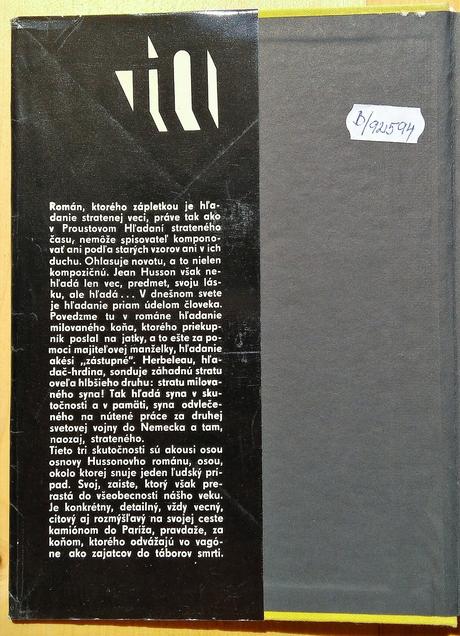 Román, ktorého zápletkou je hľa-
danie stratenej veci, práve tak ako
v Proustovom Hľadaní strateného
času, nemôže spisovateľ kompono-
vať ani podľa starých vzorov ani v ich
duchu. Ohlasuje novotu, a to nielen
kompozičnú. Jean Husson však ne-
hľadá len vec, predmet, svoju lás-
ku, ale hľadá ... V dnešnom svete
je hľadanie priam údelom človeka.
Povedzme tu v románe hľadanie
milovaného koňa, ktorého priekup-
ník poslal na jatky, a to ešte za po-
moci majiteľovej manželky, hľadanie
akési „zástupné". Herbeleau, hľa-
dač-hrdina, sonduje záhadnú stratu
oveľa hlbšieho druhu: stratu milova-
ného syna! Tak hľadá syna v sku-
točnosti a v pamäti, syna odvleče-
ného na nútené práce za druhej
svetovej vojny do Nemecka a tam,
naozaj, strateného.
Tieto tri skutočnosti sú akousi osou
osnovy Hussonovho románu, osou,
okolo ktorej snuje jeden ľudský prí-
pad. Svoj, zaiste, ktorý však pre-
rastá do všeobecnosti nášho veku.
Je konkrétny, detailný, vždy vecný,
citový aj rozmýšľavý na svojej ceste
kamiónom do Paríža, pravdaže, za
koňom, ktorého odvážajú vo vagó-
ne ako zajatcov do táborov smrti.
B/92594